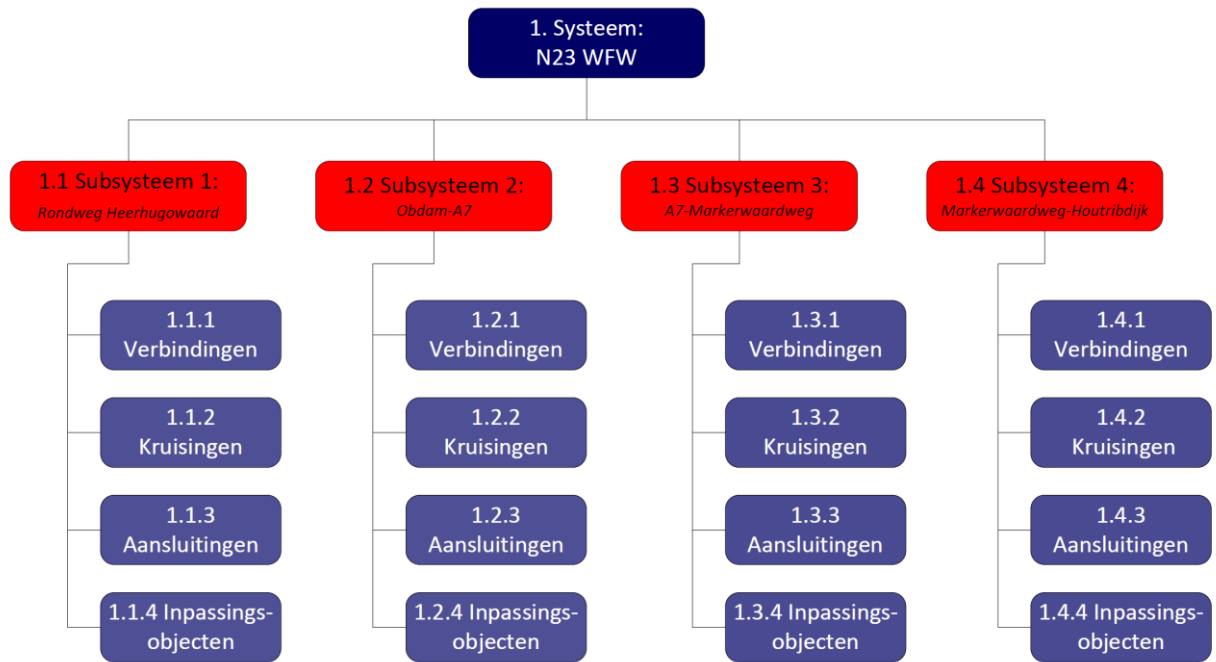 1. Systeem:
N23 WFW
1.1 Subsysteem 1:
Rondweg Heerhugowaard
1.2 Subsysteem 2:
Obdam-A7
1.3 Subsysteem 3:
A7-Markerwaardweg
1.4 Subsysteem 4:
Markerwaardweg-Houtribdijk
1.1.1
Verbindingen
1.2.1
Verbindingen
1.3.1
Verbindingen
1.4.1
Verbindingen
1.1.2
Kruisingen
1.2.2
Kruisingen
1.3.2
Kruisingen
1.4.2
Kruisingen
1.1.3
Aansluitingen
1.2.3
Aansluitingen
1.3.3
Aansluitingen
1.4.3
Aansluitingen
1.1.4 Inpassings-
objecten
1.2.4 Inpassings-
objecten
1.3.4 Inpassings-
objecten
1.4.4 Inpassings-
objecten